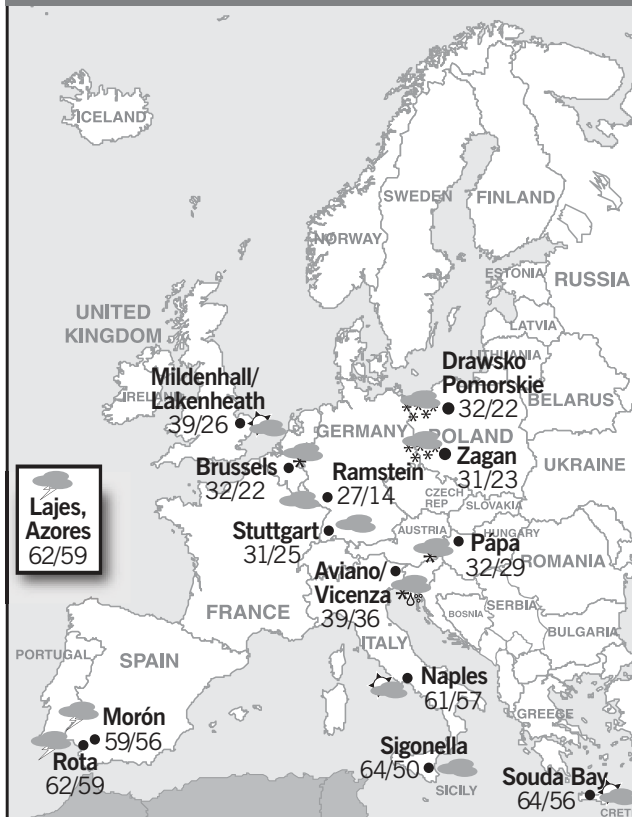 ICELAND
SWEDEN
FINLAND
NORWAY
ESTONIA
RUSSIA
UNITED
KINGDOM
LATVIA
LITHUANIA
Drawsko
Pomorskie
32/22
Mildenhall/
Lakenheath
39/26
IRELAND
BELARUS
GERMANY
POLAND
Zagan
31/23
Brussels
32/22
Ramstein
27/14
UKRAINE
CZECH
REP
SLOVAKIA
Lajes,
Azores
62/59
Stuttgart
31/25
AUSTRIA
HUNGARY
Pápa
32/29
ROMANIA
Aviano/
Vicenza
39/36
FRANCE
BOSNIA
SERBIA
BULGARIA
ITALY
PORTUGAL
SPAIN
Naples
61/57
GREECE
Morón
59/56
Rota
62/59
Sigonella
64/50
SICILY
Souda Bay
64/56
CRET